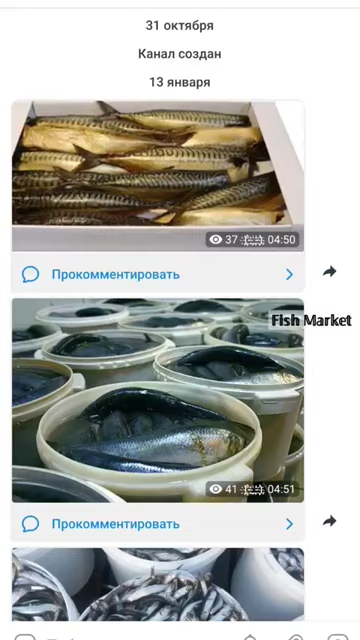 31 октября
Канал создан
13 января
37
04:50
Прокомментировать
Fish Market
41
04:51
Прокомментировать